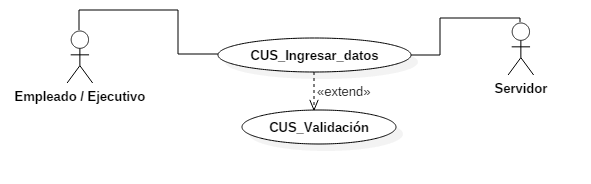 CUS_Ingresar_datos
Empleado / Ejecutivo
Servidor
«extend»
CUS_Validación